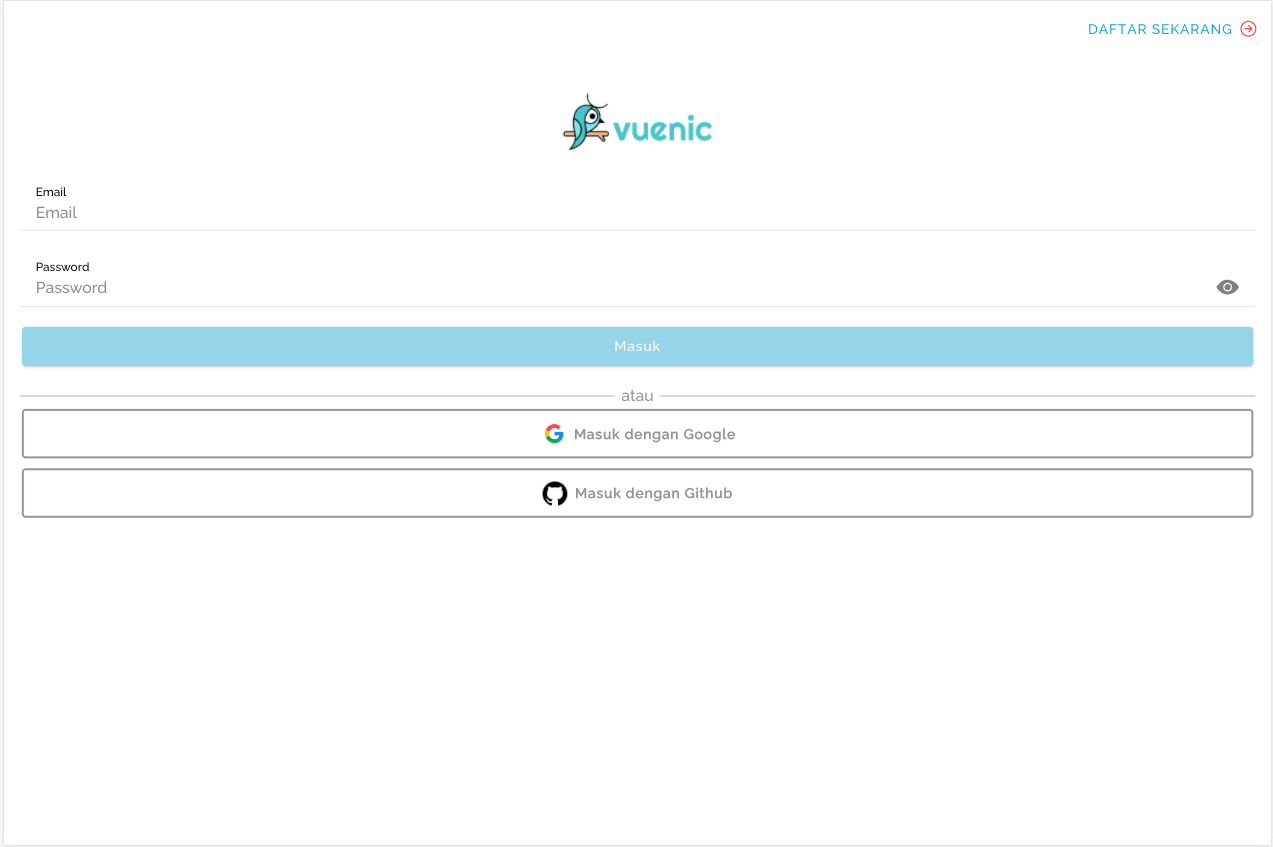 DAFTAR SEKARANG
vuenic
Email
Email
Password
Password
Masuk
atau
Masuk dengan Google
Masuk dengan Github